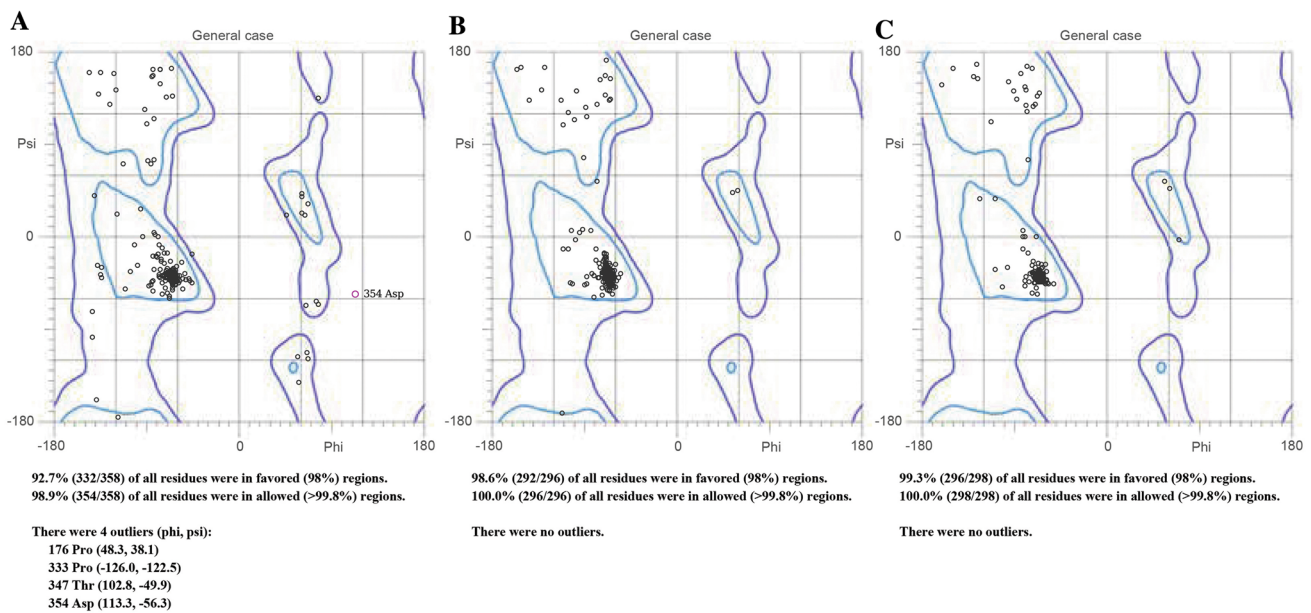 A
General case
180
Psi
0
354 Asp
-180
-180
0
Phi
180
92.7% (332/358) of all residues were in favored (98%) regions.
98.9% (354/358) of all residues were in allowed (>99.8%) regions.
There were 4 outliers (phi, psi):
176 Pro (48.3, 38.1)
333 Pro (-126.0, -122.5)
347 Thr (102.8, -49.9)
354 Asp (113.3, -56.3)
B
General case
180
Psi
0
-180
-180
0
Phi
180
98.6% (292/296) of all residues were in favored (98%) regions.
100.0% (296/296) of all residues were in allowed (>99.8%) regions.
There were no outliers.
C
General case
180
Psi
0
-180
-180
0
Phi
180
99.3% (296/298) of all residues were in favored (98%) regions.
100.0% (298/298) of all residues were in allowed (>99.8%) regions.
There were no outliers.